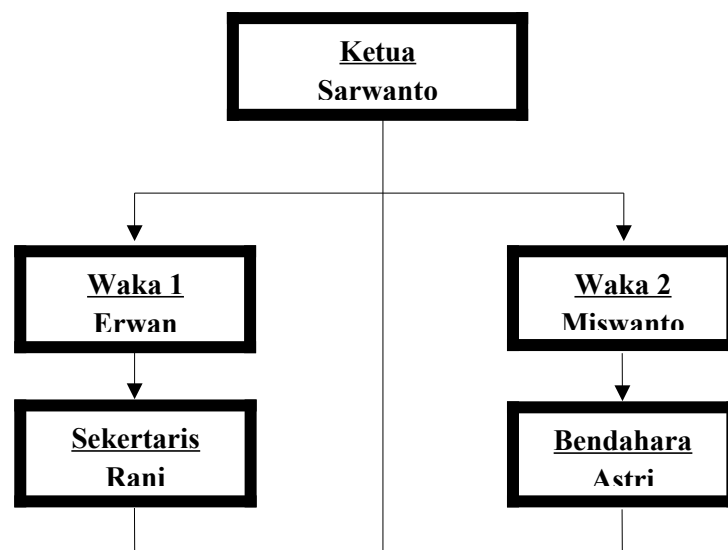 Ketua
Sarwanto
Waka 1
Erwan
Waka 2
Miswanto
Sekertaris
Rani
Bendahara
Astri